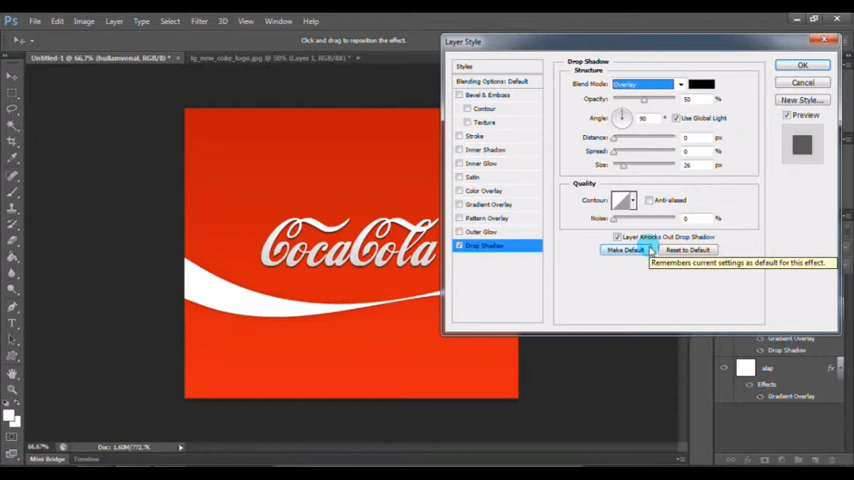 Ps File Edit Image Layer Type Select Filter 3D View Window Help
Click and drag to reposition the effect.
Untitled-1 @ 66,7% (hullamvonal, RGB/8) *
lg_new_coke_logo.jpg @ 50% (Layer 1, RGB/8#) *
Layer Style
Styles
Blending Options: Default
Bevel & Emboss
Contour
Texture
Stroke
Inner Shadow
Inner Glow
Satin
Color Overlay
Gradient Overlay
Pattern Overlay
Outer Glow
Drop Shadow
Drop Shadow
Structure
Blend Mode: Overlay
Opacity: 50 %
Angle: 90 ° Use Global Light
Distance: 0 px
Spread: 0 %
Size: 26 px
Quality
Contour: Anti-aliased
Noise: 0 %
Layer Knocks Out Drop Shadow
Make Default Reset to Default
Remembers current settings as default for this effect.
OK
Cancel
New Style...
Preview
CocaCola
Gradient Overlay
Drop Shadow
alap fx
Effects
Gradient Overlay
66,67% Doc: 1,60M/772,7K
Mini Bridge Timeline